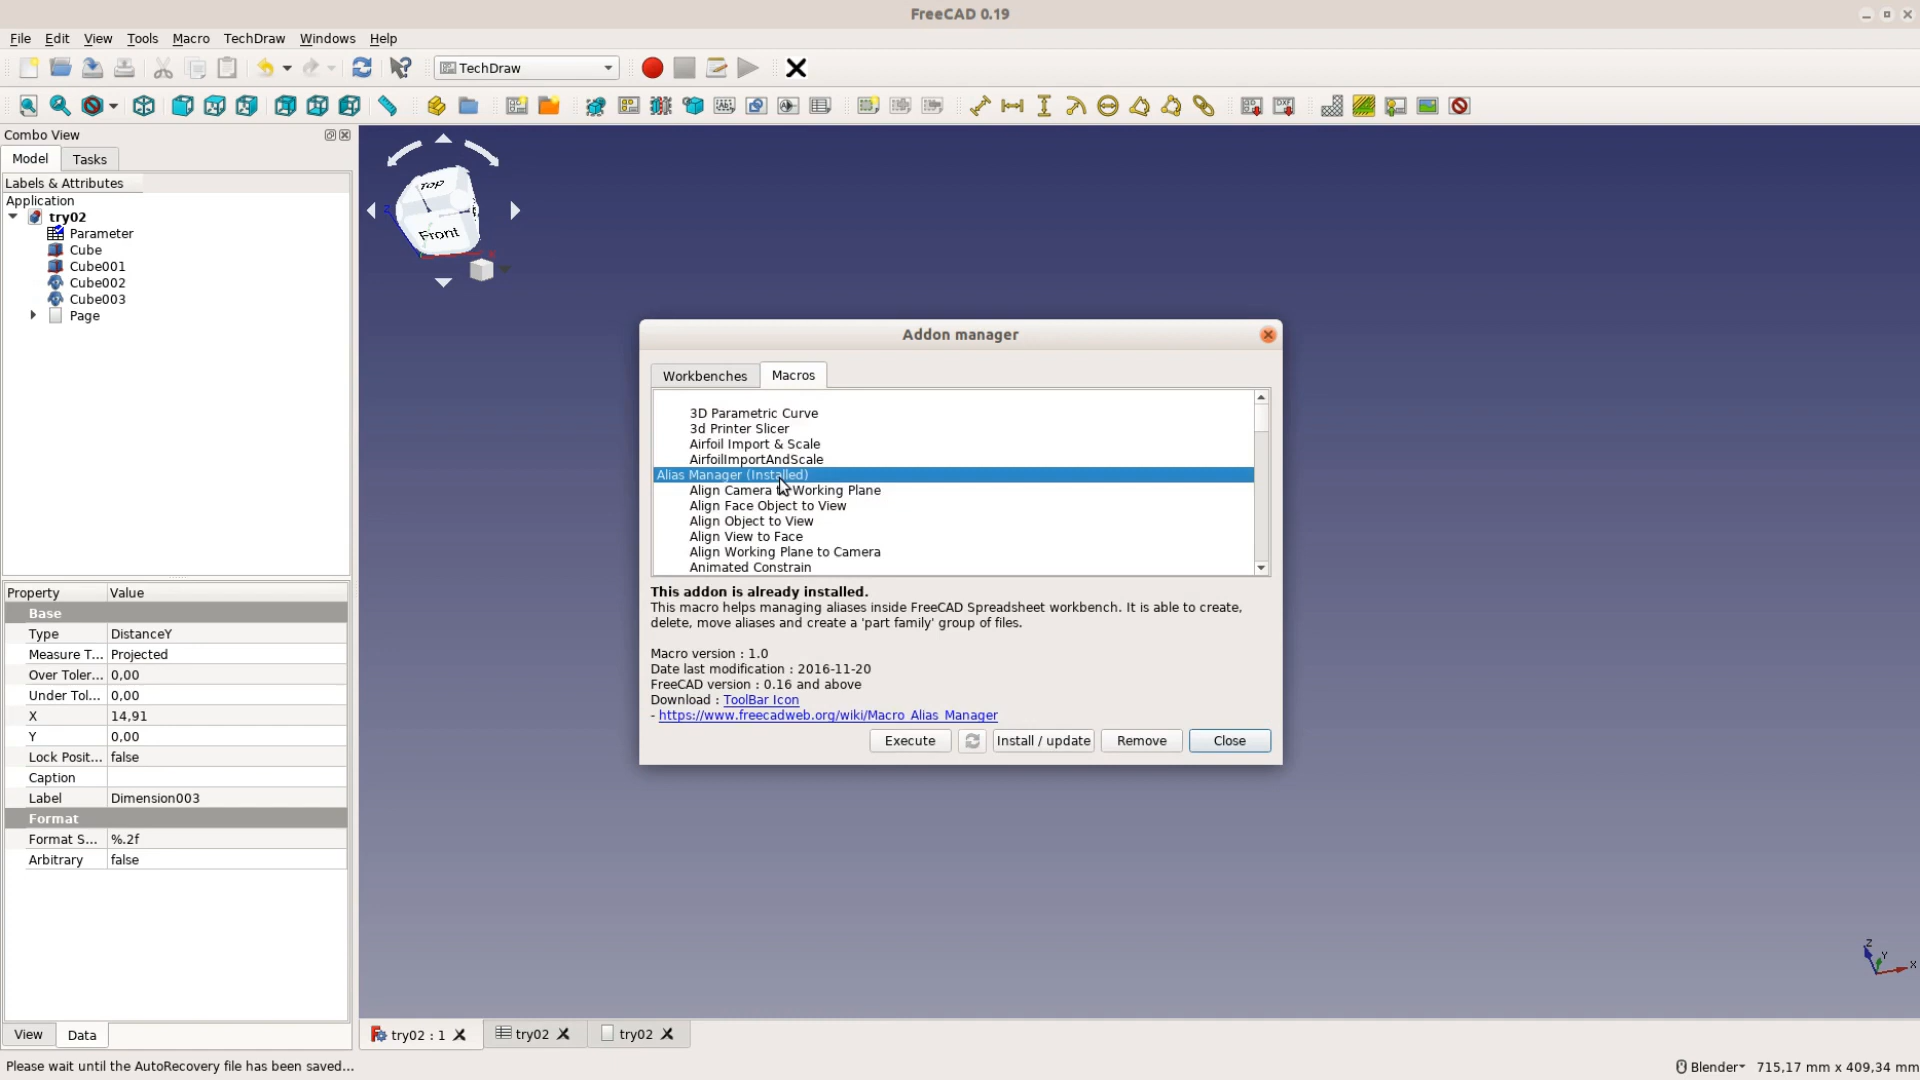 FreeCAD 0.19
File Edit View Tools Macro TechDraw Windows Help
TechDraw
Combo View
Model Tasks
Labels & Attributes
Application
try02
Parameter
Cube
Cube001
Cube002
Cube003
Page
Top
Front
Z
Addon manager
Workbenches Macros
3D Parametric Curve
3d Printer Slicer
Airfoil Import & Scale
AirfoilImportAndScale
Alias Manager (Installed)
Align Camera to Working Plane
Align Face Object to View
Align Object to View
Align View to Face
Align Working Plane to Camera
Animated Constrain
This addon is already installed.
This macro helps managing aliases inside FreeCAD Spreadsheet workbench. It is able to create,
delete, move aliases and create a 'part family' group of files.
Macro version : 1.0
Date last modification : 2016-11-20
FreeCAD version : 0.16 and above
Download : ToolBar Icon
- https://www.freecadweb.org/wiki/Macro_Alias_Manager
Execute Install / update Remove Close
Property Value
Base
Type DistanceY
Measure T... Projected
Over Toler... 0,00
Under Tol... 0,00
X 14,91
Y 0,00
Lock Posit... false
Caption
Label Dimension003
Format
Format S... %.2f
Arbitrary false
View Data
Z
Y
X
try02 : 1 try02 try02
Please wait until the AutoRecovery file has been saved...
Blender 715,17 mm x 409,34 mm